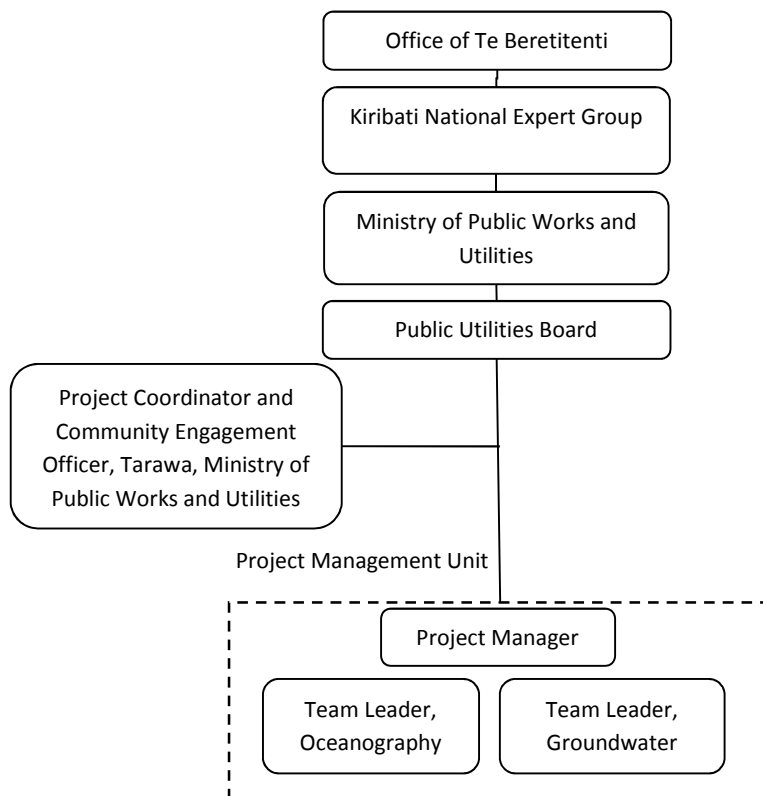 Office of Te Beretitenti
Kiribati National Expert Group
Ministry of Public Works and
Utilities
Public Utilities Board
Project Coordinator and
Community Engagement
Officer, Tarawa, Ministry of
Public Works and Utilities
Project Management Unit
Project Manager
Team Leader,
Oceanography
Team Leader,
Groundwater